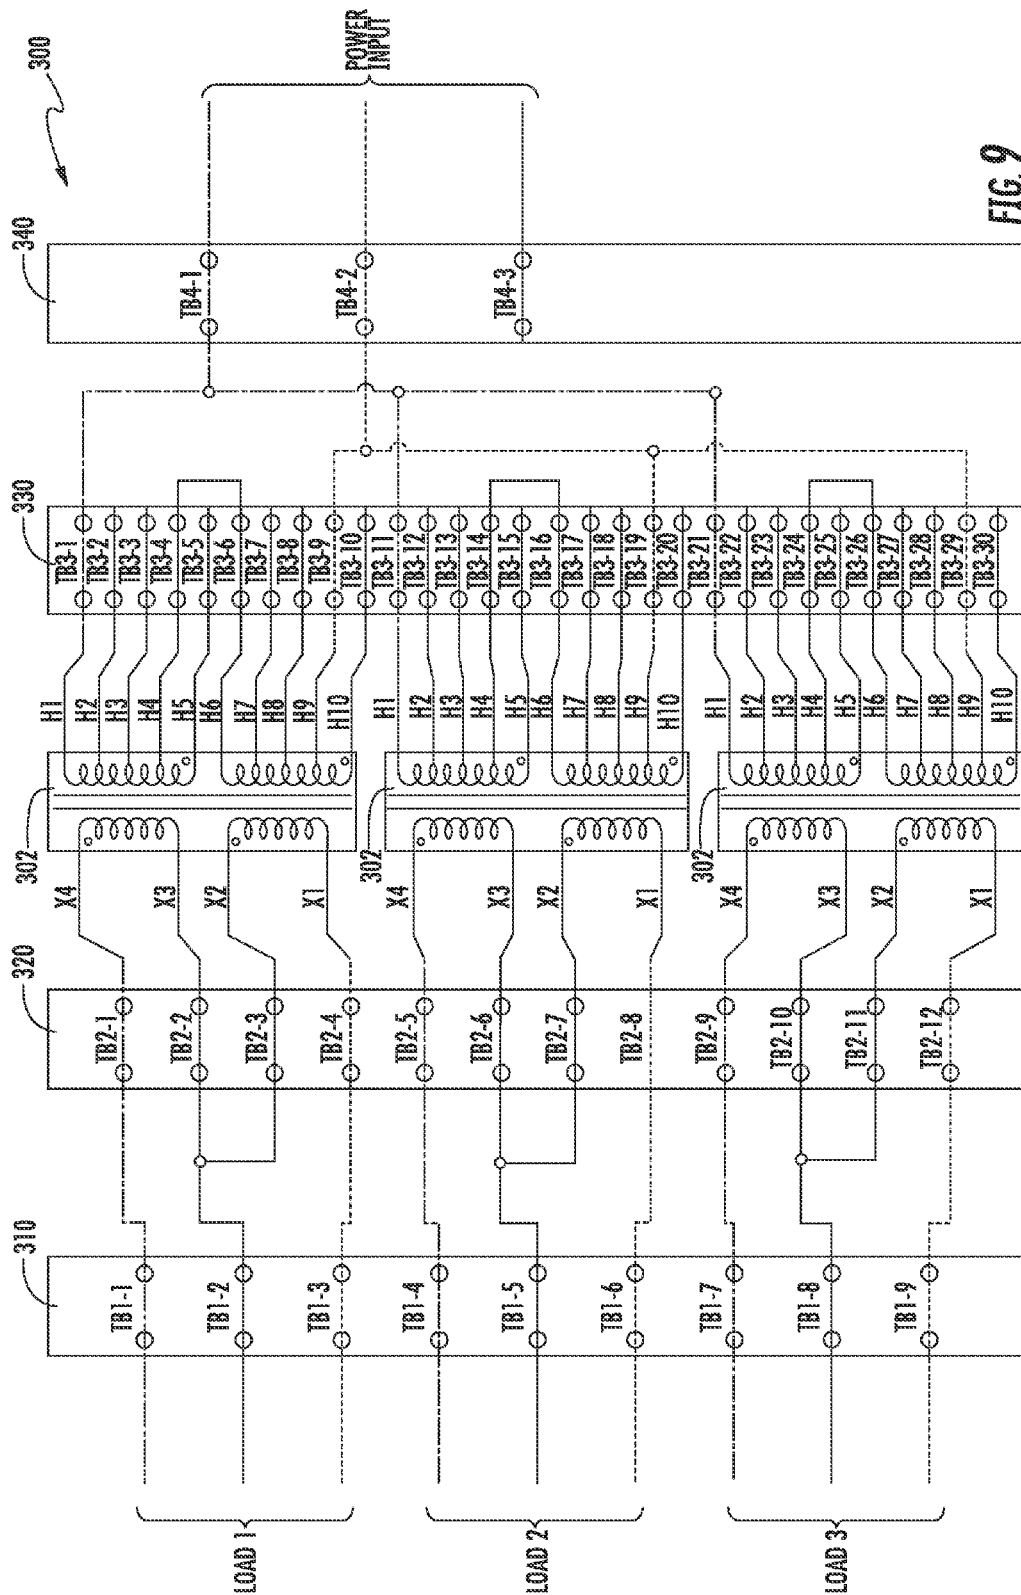 300
POWER
INPUT
340
TB4-1
TB4-2
TB4-3
FIG. 9
330
TB3-1
TB3-2
TB3-3
TB3-4
TB3-5
TB3-6
TB3-7
TB3-8
TB3-9
TB3-10
TB3-11
TB3-12
TB3-13
TB3-14
TB3-15
TB3-16
TB3-17
TB3-18
TB3-19
TB3-20
TB3-21
TB3-22
TB3-23
TB3-24
TB3-25
TB3-26
TB3-27
TB3-28
TB3-29
TB3-30
H1
H2
H3
H4
H5
H6
H7
H8
H9
H10
H1
H2
H3
H4
H5
H6
H7
H8
H9
H10
H1
H2
H3
H4
H5
H6
H7
H8
H9
H10
302
302
302
X4
X3
X2
X1
X4
X3
X2
X1
X4
X3
X2
X1
320
TB2-1
TB2-2
TB2-3
TB2-4
TB2-5
TB2-6
TB2-7
TB2-8
TB2-9
TB2-10
TB2-11
TB2-12
310
TB1-1
TB1-2
TB1-3
TB1-4
TB1-5
TB1-6
TB1-7
TB1-8
TB1-9
LOAD 1
LOAD 2
LOAD 3